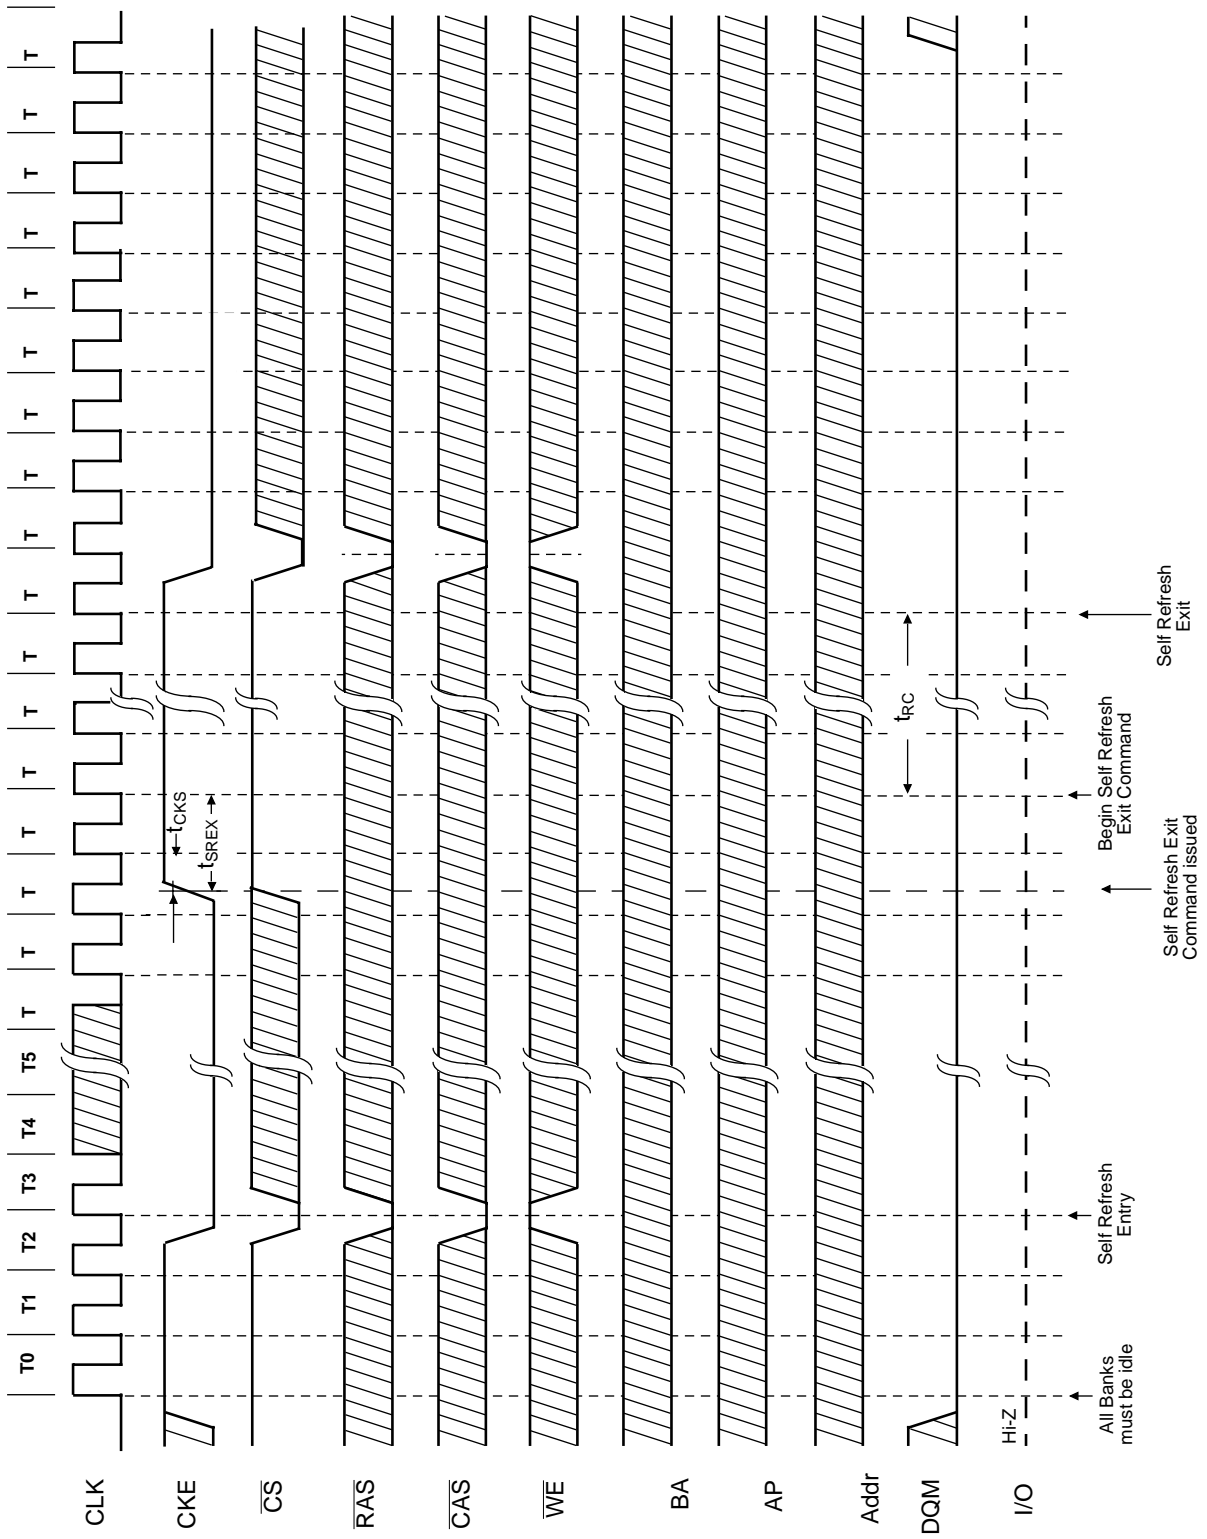 T0 T1 T2 T3 T4 T5 T T T T T T T T T T T T T T T T T
CLK
CKE
tCKS
tSREX
CS
RAS
CAS
WE
BA
AP
Addr
DQM
tRC
I/O
Hi-Z
All Banks
must be idle
Self Refresh
Entry
Self Refresh Exit
Command issued
Begin Self Refresh
Exit Command
Self Refresh
Exit